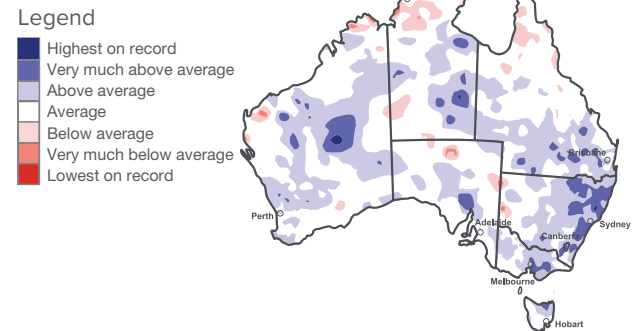 Legend
Highest on record
Very much above average
Above average
Average
Below average
Very much below average
Lowest on record
Brisbane
Perth
Adelaide
Sydney
Canberra
Melbourne
Hobart